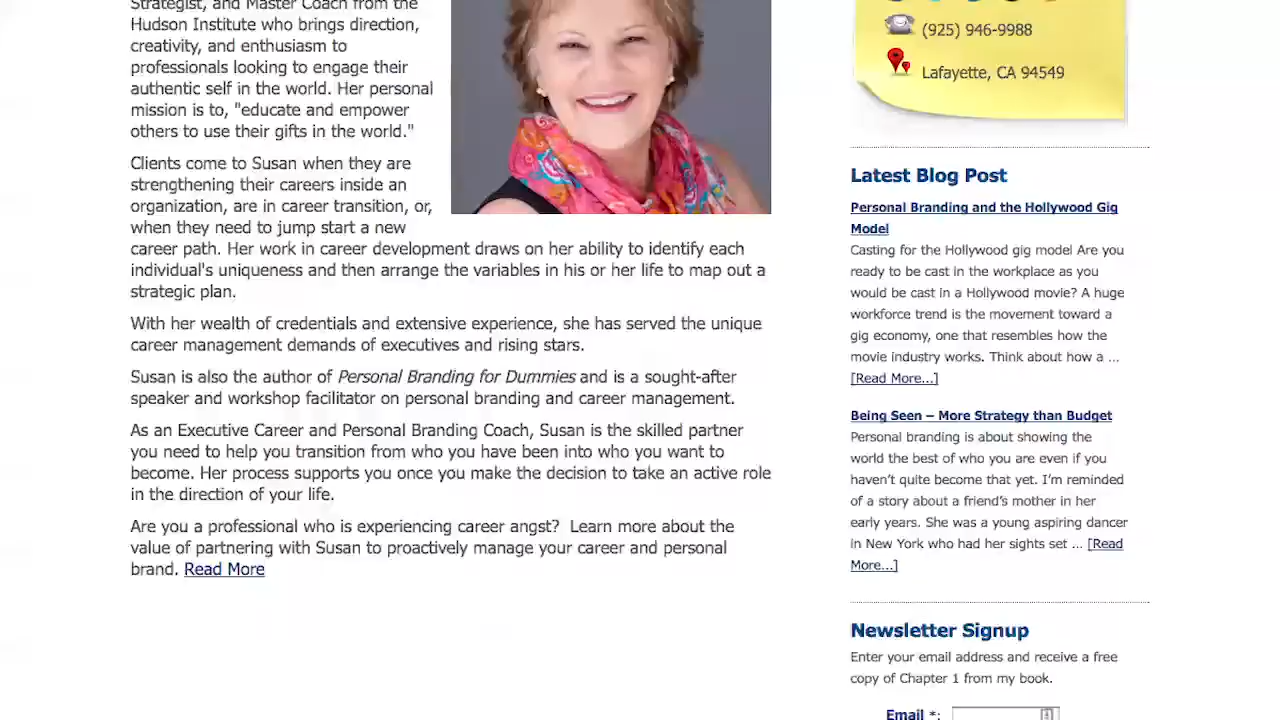 Strategist, and Master Coach from the
Hudson Institute who brings direction,
creativity, and enthusiasm to
professionals looking to engage their
authentic self in the world. Her personal
mission is to, "educate and empower
others to use their gifts in the world."
Clients come to Susan when they are
strengthening their careers inside an
organization, are in career transition, or,
when they need to jump start a new
career path. Her work in career development draws on her ability to identify each
individual's uniqueness and then arrange the variables in his or her life to map out a
strategic plan.
With her wealth of credentials and extensive experience, she has served the unique
career management demands of executives and rising stars.
Susan is also the author of Personal Branding for Dummies and is a sought-after
speaker and workshop facilitator on personal branding and career management.
As an Executive Career and Personal Branding Coach, Susan is the skilled partner
you need to help you transition from who you have been into who you want to
become. Her process supports you once you make the decision to take an active role
in the direction of your life.
Are you a professional who is experiencing career angst? Learn more about the
value of partnering with Susan to proactively manage your career and personal
brand. Read More
(925) 946-9988
Lafayette, CA 94549
Latest Blog Post
Personal Branding and the Hollywood Gig
Model
Casting for the Hollywood gig model Are you
ready to be cast in the workplace as you
would be cast in a Hollywood movie? A huge
workforce trend is the movement toward a
gig economy, one that resembles how the
movie industry works. Think about how a ...
[Read More...]
Being Seen – More Strategy than Budget
Personal branding is about showing the
world the best of who you are even if you
haven't quite become that yet. I'm reminded
of a story about a friend's mother in her
early years. She was a young aspiring dancer
in New York who had her sights set ... [Read
More...]
Newsletter Signup
Enter your email address and receive a free
copy of Chapter 1 from my book.
Email *: